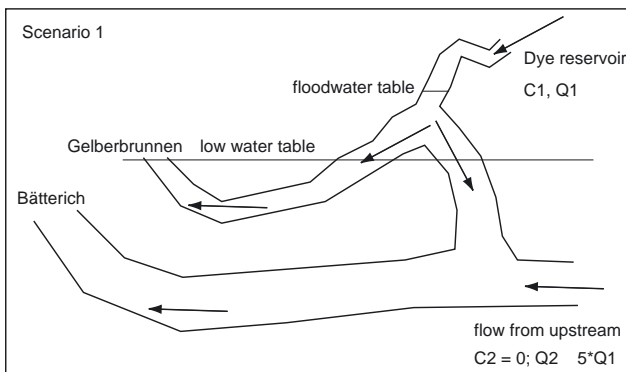 Scenario 1
Dye reservoir
C1, Q1
floodwater table
Gelberbrunnen
low water table
Bätterich
flow from upstream
C2 = 0; Q2 5*Q1